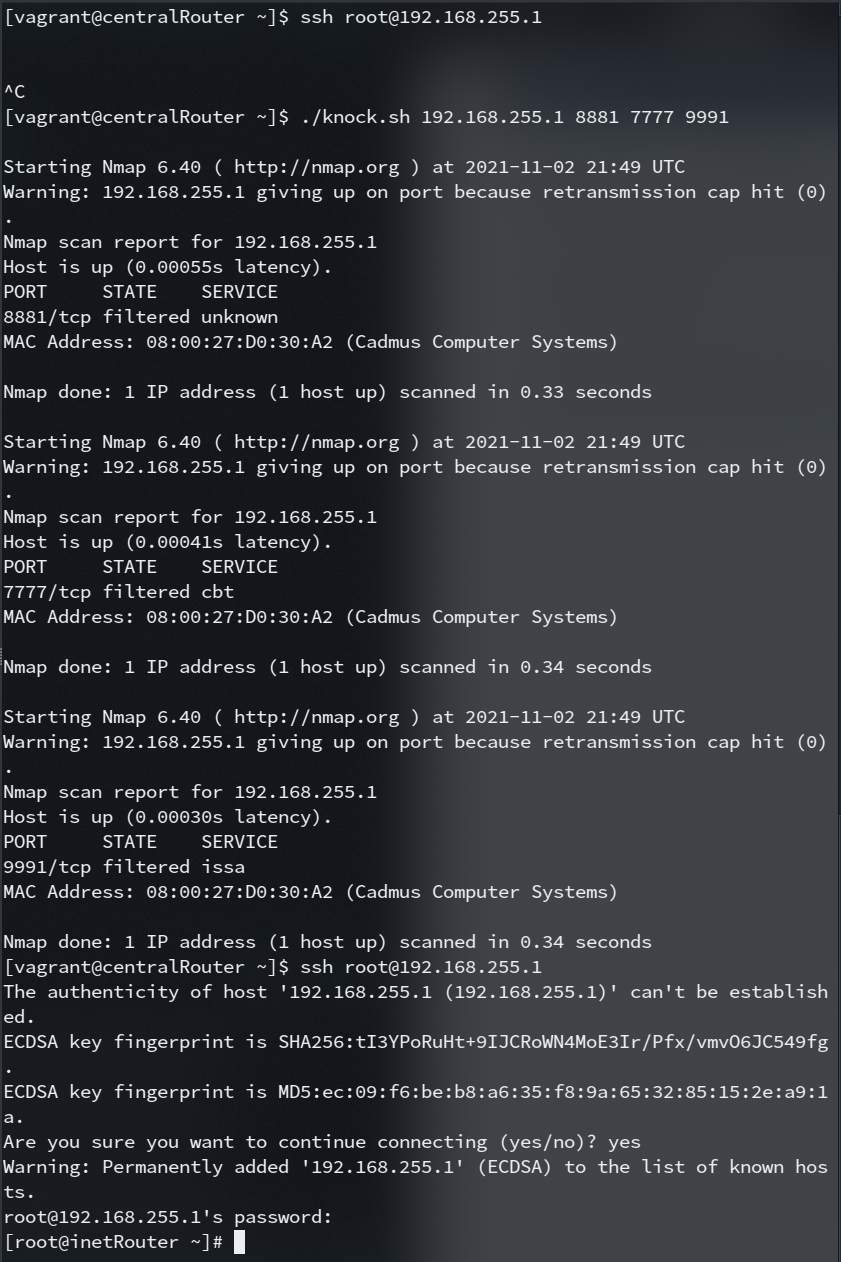 [vagrant@centralRouter ~]$ ssh root@192.168.255.1
^C
[vagrant@centralRouter ~]$ ./knock.sh 192.168.255.1 8881 7777 9991
Starting Nmap 6.40 ( http://nmap.org ) at 2021-11-02 21:49 UTC
Warning: 192.168.255.1 giving up on port because retransmission cap hit (0)
.
Nmap scan report for 192.168.255.1
Host is up (0.00055s latency).
PORT     STATE    SERVICE
8881/tcp filtered unknown
MAC Address: 08:00:27:D0:30:A2 (Cadmus Computer Systems)
Nmap done: 1 IP address (1 host up) scanned in 0.33 seconds
Starting Nmap 6.40 ( http://nmap.org ) at 2021-11-02 21:49 UTC
Warning: 192.168.255.1 giving up on port because retransmission cap hit (0)
.
Nmap scan report for 192.168.255.1
Host is up (0.00041s latency).
PORT     STATE    SERVICE
7777/tcp filtered cbt
MAC Address: 08:00:27:D0:30:A2 (Cadmus Computer Systems)
Nmap done: 1 IP address (1 host up) scanned in 0.34 seconds
Starting Nmap 6.40 ( http://nmap.org ) at 2021-11-02 21:49 UTC
Warning: 192.168.255.1 giving up on port because retransmission cap hit (0)
.
Nmap scan report for 192.168.255.1
Host is up (0.00030s latency).
PORT     STATE    SERVICE
9991/tcp filtered issa
MAC Address: 08:00:27:D0:30:A2 (Cadmus Computer Systems)
Nmap done: 1 IP address (1 host up) scanned in 0.34 seconds
[vagrant@centralRouter ~]$ ssh root@192.168.255.1
The authenticity of host '192.168.255.1 (192.168.255.1)' can't be establish
ed.
ECDSA key fingerprint is SHA256:tI3YPoRuHt+9IJCRoWN4MoE3Ir/Pfx/vmvO6JC549fg
.
ECDSA key fingerprint is MD5:ec:09:f6:be:b8:a6:35:f8:9a:65:32:85:15:2e:a9:1
a.
Are you sure you want to continue connecting (yes/no)? yes
Warning: Permanently added '192.168.255.1' (ECDSA) to the list of known hos
ts.
root@192.168.255.1's password:
[root@inetRouter ~]#